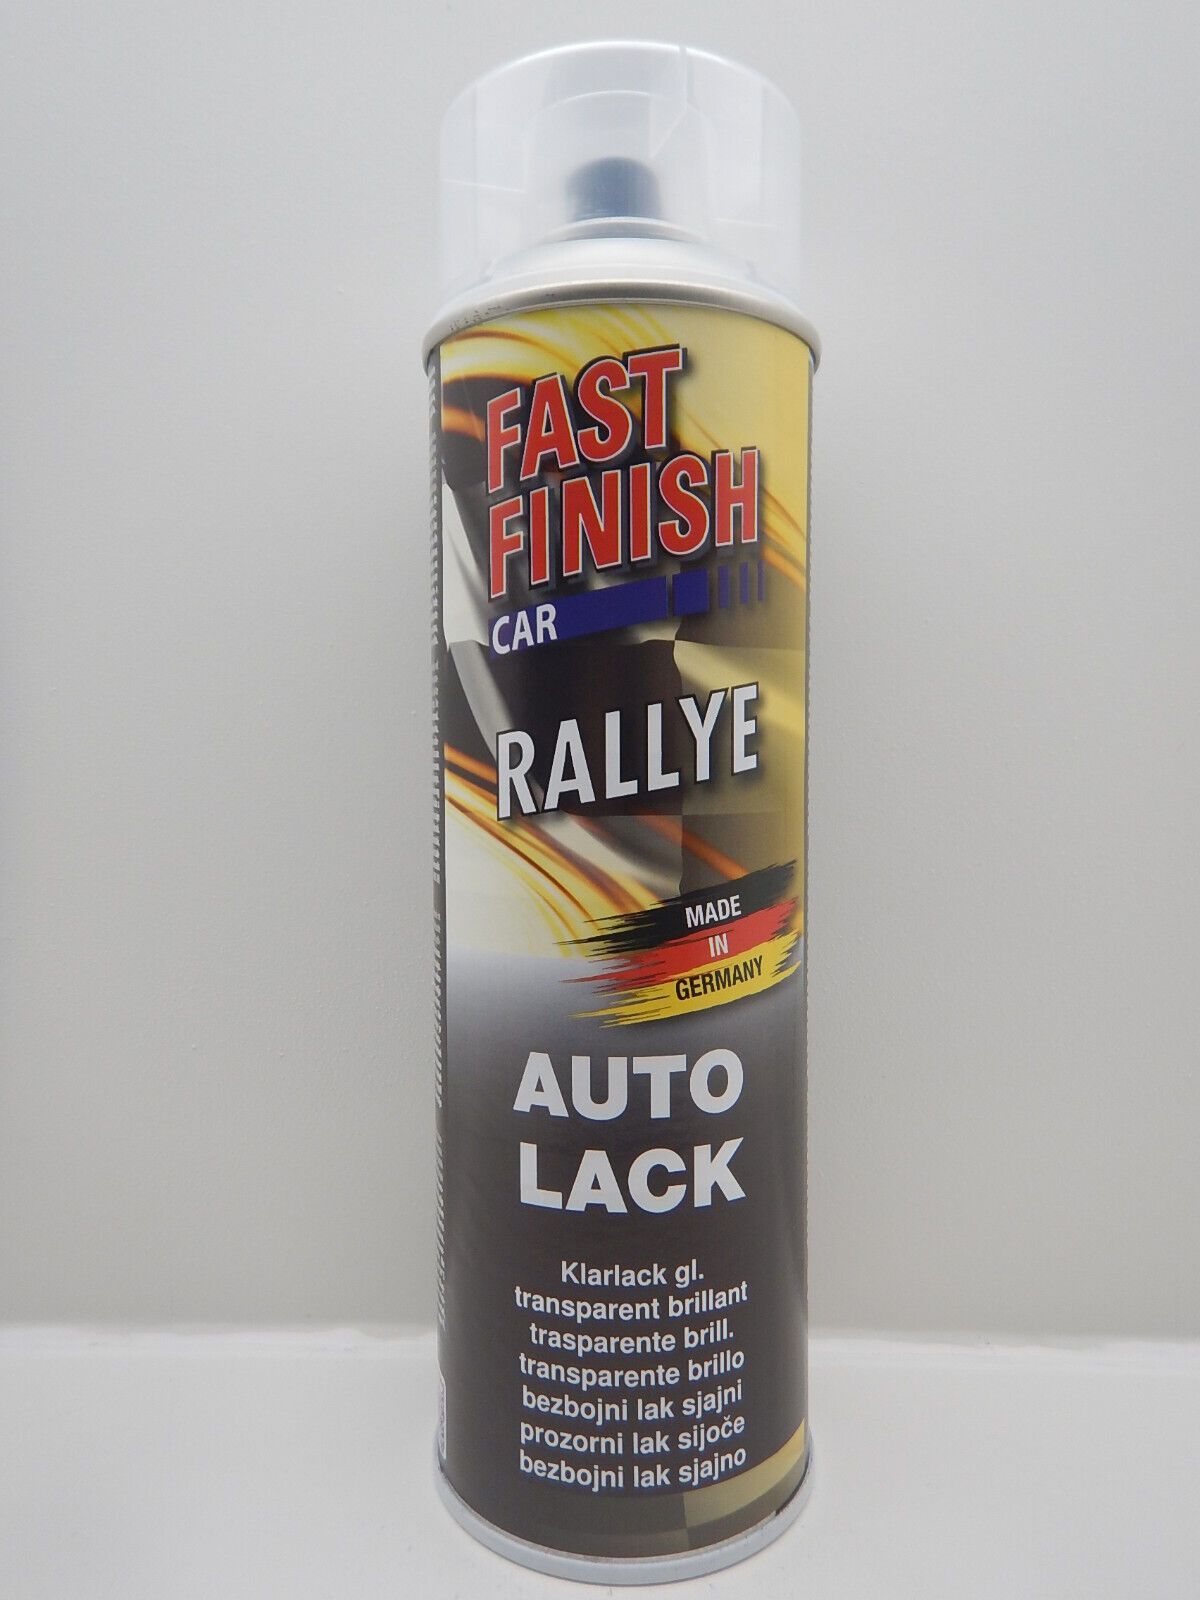 FAST
FINISH
CAR
RALLYE
MADE
IN
GERMANY
AUTO
LACK
Klarlack gl.
transparent brillant
trasparente brill.
transparente brillo
bezbojni lak sjajni
prozorni lak sijoče
bezbojni lak sjajno